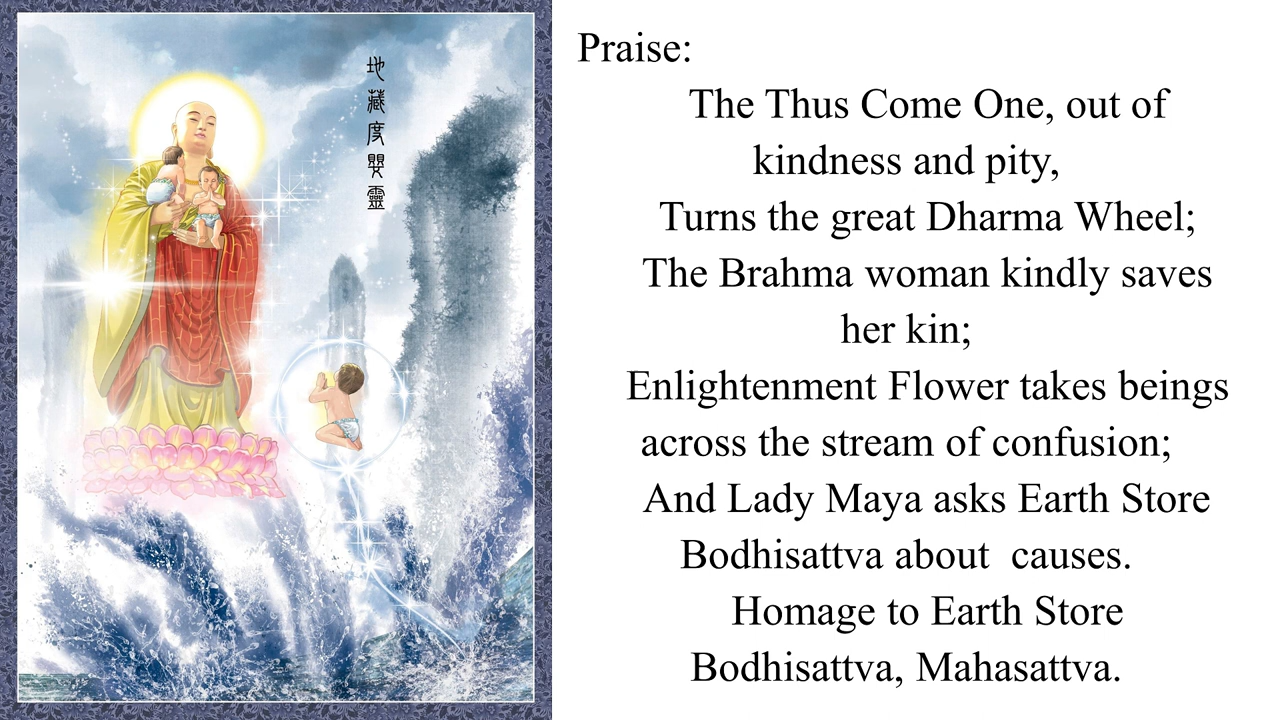 地藏度嬰靈
Praise:
The Thus Come One, out of
kindness and pity,
Turns the great Dharma Wheel;
The Brahma woman kindly saves
her kin;
Enlightenment Flower takes beings
across the stream of confusion;
And Lady Maya asks Earth Store
Bodhisattva about  causes.
Homage to Earth Store
Bodhisattva, Mahasattva.